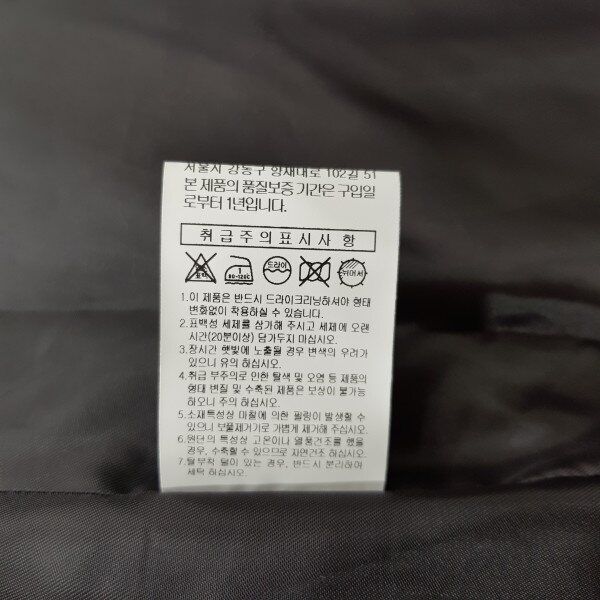 서울시 강동구 양재대로 102길 51
본 제품의 품질보증 기간은 구입일
로부터 1년입니다.
취급주의표시사항
표백
1
80~120℃
드라이
뉘어서
1.이 제품은 반드시 드라이크리닝하셔야 형태
변화없이 착용하실 수 있습니다.
2.표백성 세제를 삼가해 주시고 세제에 오랜
시간(20분이상) 담가두지 마십시오.
3.장시간 햇빛에 노출될 경우 변색의 우려가
있으니 유의 하십시오.
4.취급 부주의로 인한 탈색 및 오염 등 제품의
형태 변질 및 수축된 제품은 보상이 불가능
하오니 주의 하십시오.
5.소재특성상 마찰에 의한 필링이 발생할 수
있으니 보풀제거기로 가볍게 제거해 주십시오.
6.원단의 특성상 고온이나 열풍건조를 했을
경우, 수축할 수 있으므로 자연건조 하십시오.
7.탈부착 털이 있는 경우, 반드시 분리하여
세탁 하십시오.